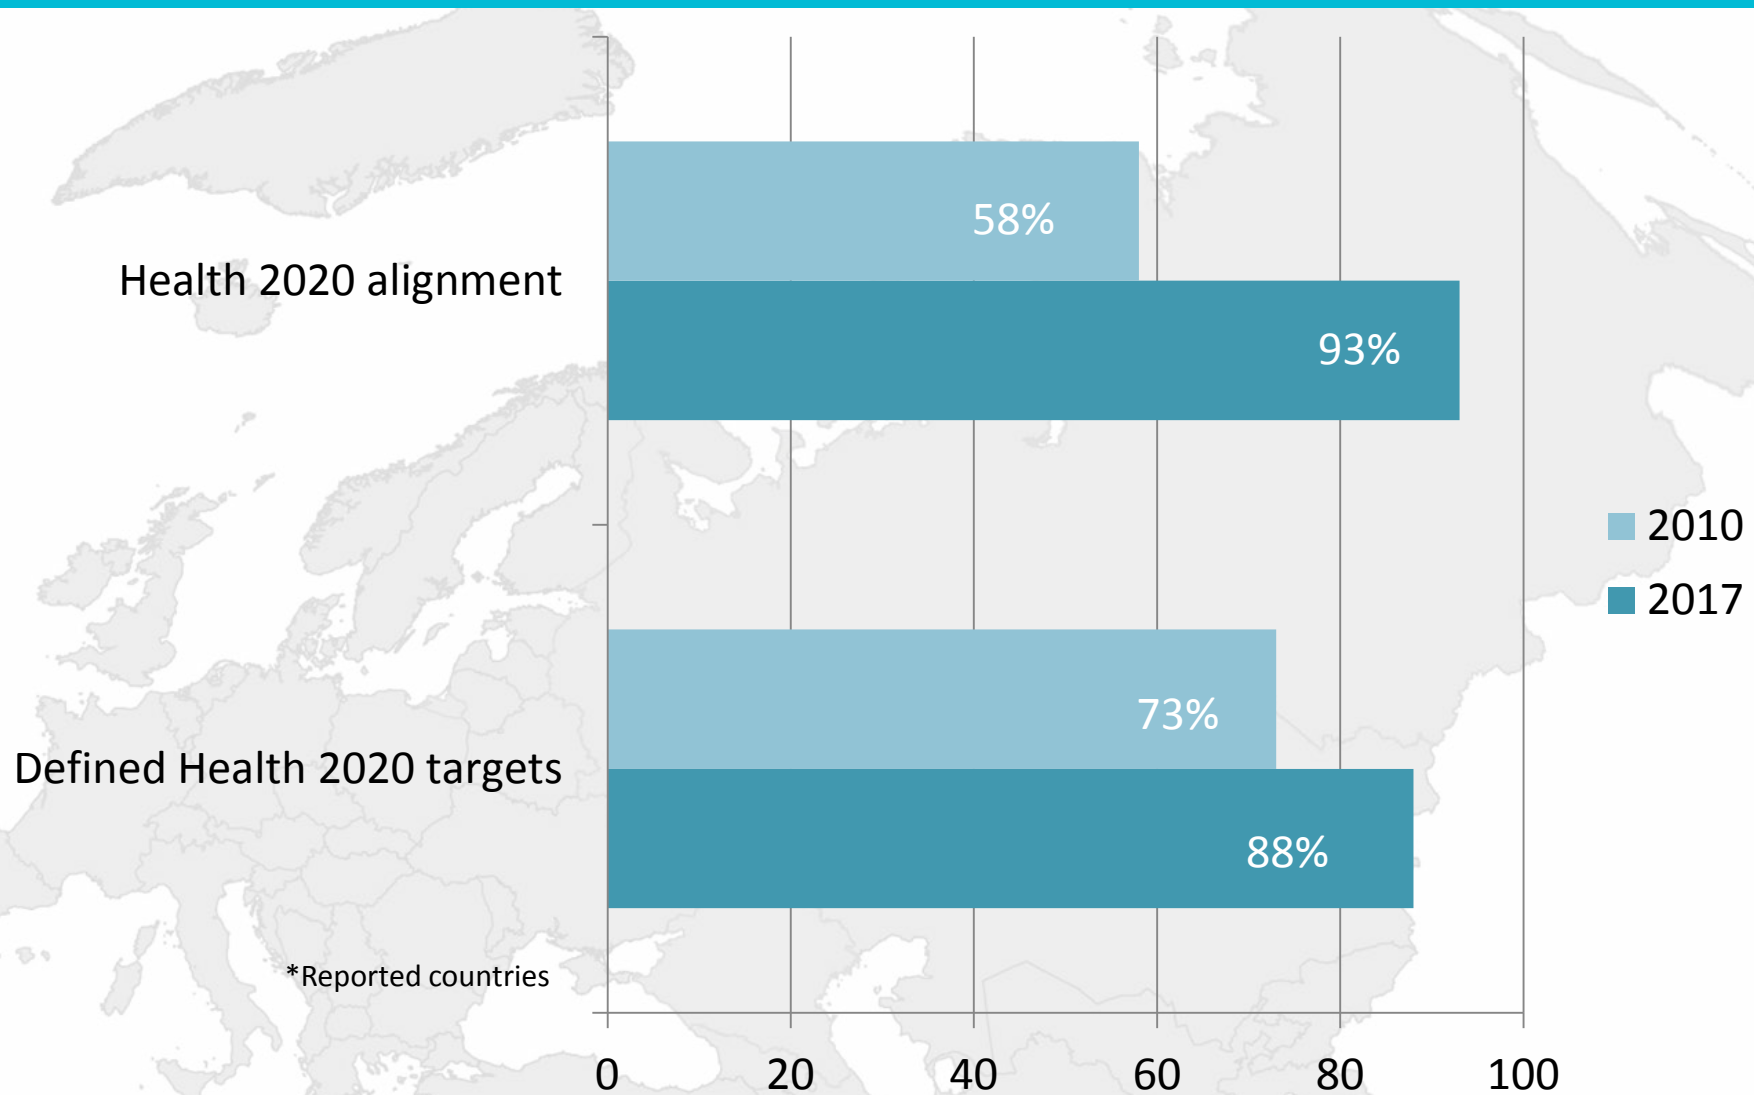 58%
Health 2020 alignment
93%
2010
2017
73%
Defined Health 2020 targets
88%
*Reported countries
0 20 40 60 80 100